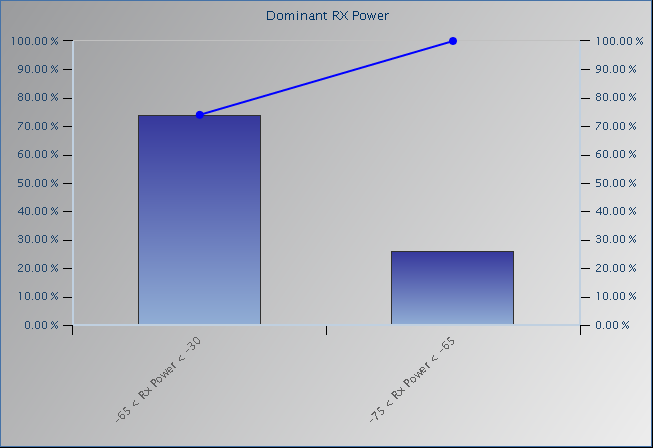 Dominant RX Power
100.00 % 100.00 %
90.00 % 90.00 %
80.00 % 80.00 %
70.00 % 70.00 %
60.00 % 60.00 %
50.00 % 50.00 %
40.00 % 40.00 %
30.00 % 30.00 %
20.00 % 20.00 %
10.00 % 10.00 %
0.00 % 0.00 %
-65 < Rx Power < -30
-75 < Rx Power < -65